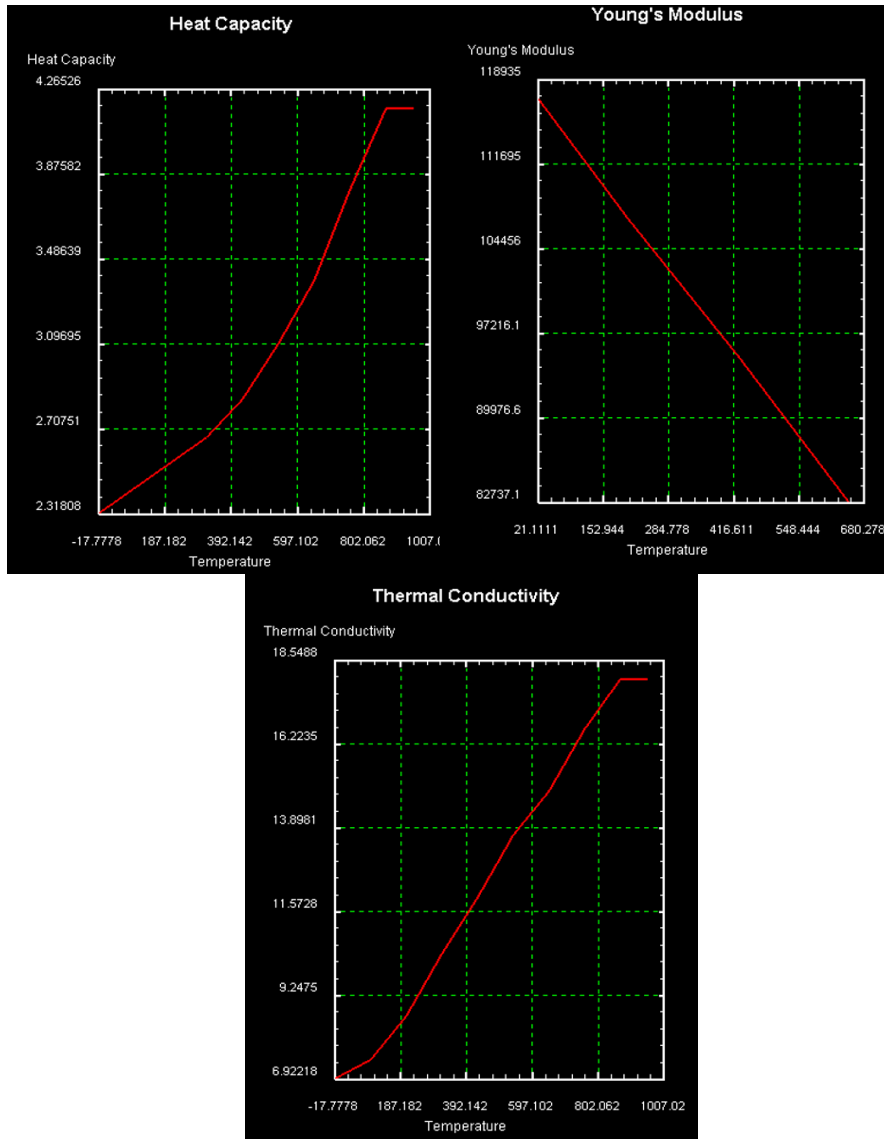 Heat Capacity
Heat Capacity
4.26526
3.87582
3.48639
3.09695
2.70751
2.31808
-17.7778 187.182 392.142 597.102 802.062 1007.0
Temperature
Young's Modulus
Young's Modulus
118935
111695
104456
97216.1
89976.6
82737.1
21.1111 152.944 284.778 416.611 548.444 680.278
Temperature
Thermal Conductivity
Thermal Conductivity
18.5488
16.2235
13.8981
11.5728
9.2475
6.92218
-17.7778 187.182 392.142 597.102 802.062 1007.02
Temperature